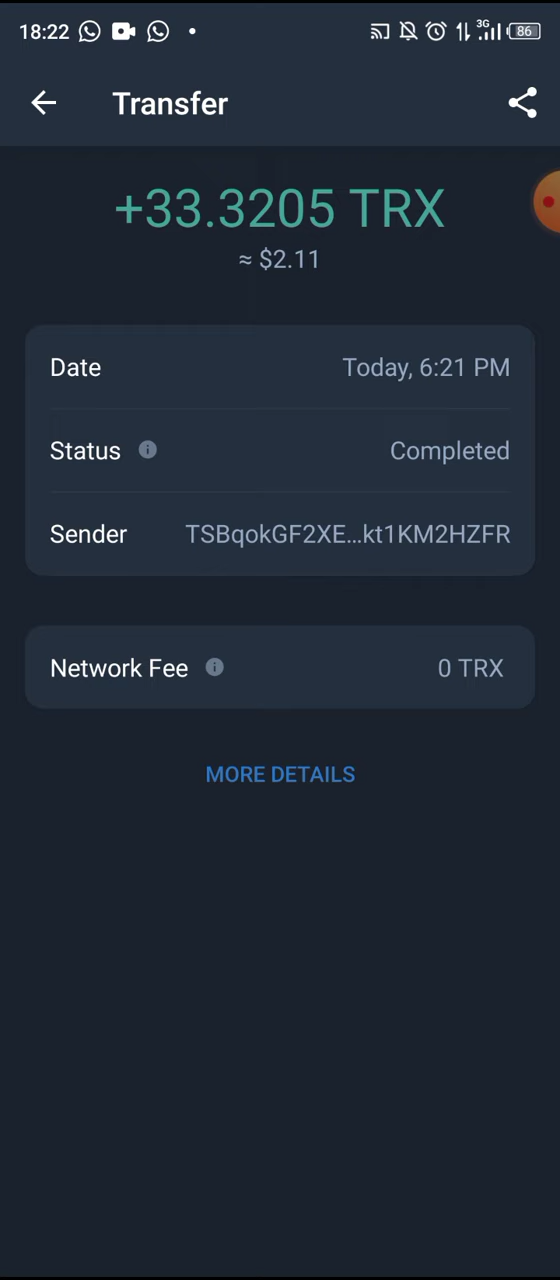 18:22 3G 86
Transfer
+33.3205 TRX
≈ $2.11
Date Today, 6:21 PM
Status Completed
Sender TSBqokGF2XE...kt1KM2HZFR
Network Fee 0 TRX
MORE DETAILS